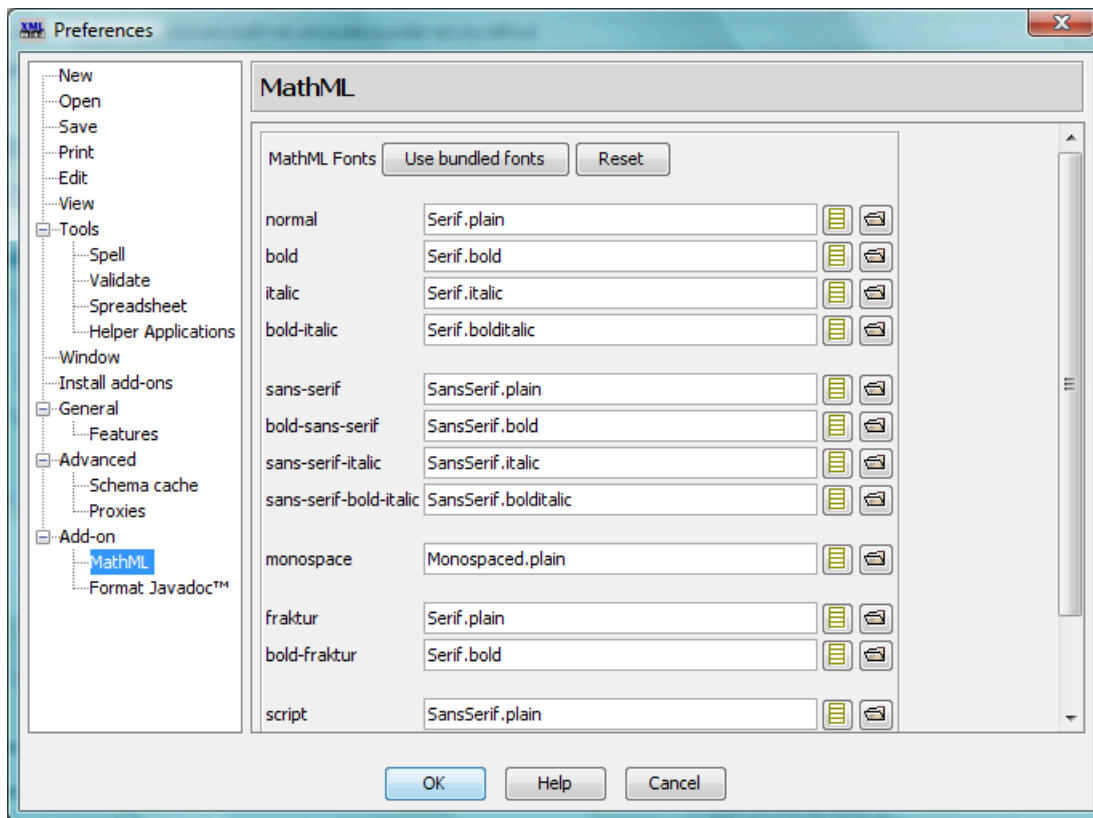 XML
Preferences
New
Open
Save
Print
Edit
View
Tools
Spell
Validate
Spreadsheet
Helper Applications
Window
Install add-ons
General
Features
Advanced
Schema cache
Proxies
Add-on
MathML
Format Javadoc™
MathML
MathML Fonts Use bundled fonts Reset
normal Serif.plain
bold Serif.bold
italic Serif.italic
bold-italic Serif.bolditalic
sans-serif SansSerif.plain
bold-sans-serif SansSerif.bold
sans-serif-italic SansSerif.italic
sans-serif-bold-italic SansSerif.bolditalic
monospace Monospaced.plain
fraktur Serif.plain
bold-fraktur Serif.bold
script SansSerif.plain
OK Help Cancel